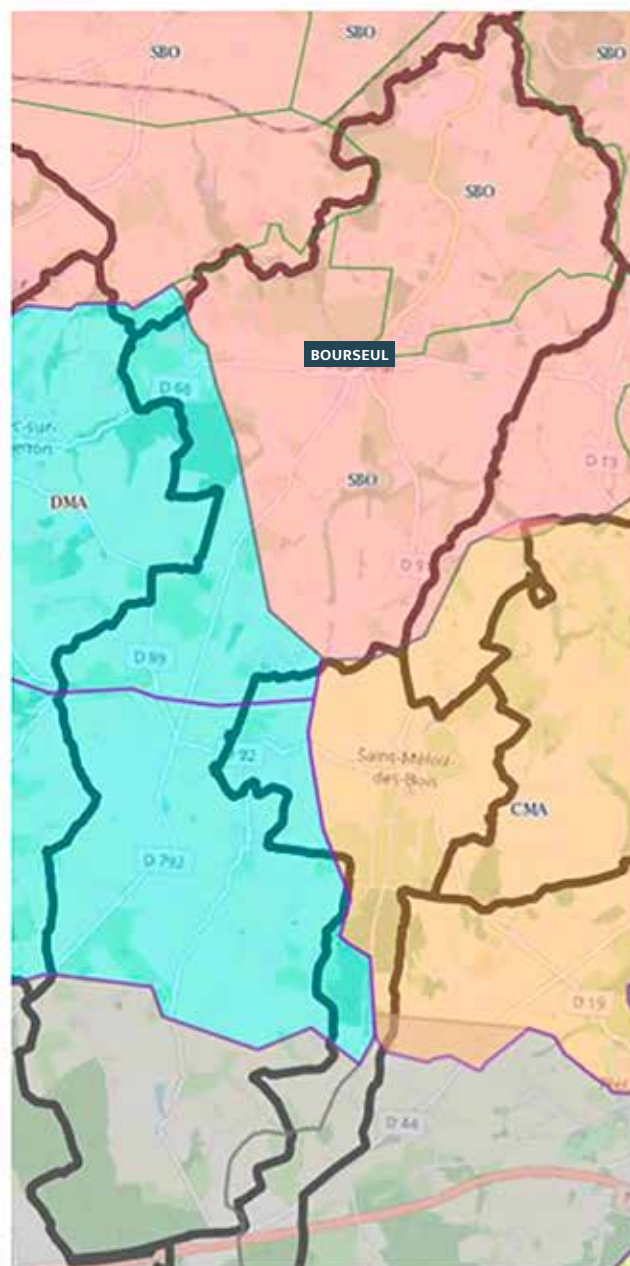 SBO
SBO
SBO
SBO
BOURSEUL
D 68
SBO
D 13
DMA
D 89
92
Saint-Méloir-
des-Bois
CMA
D 792
D 19
D 44